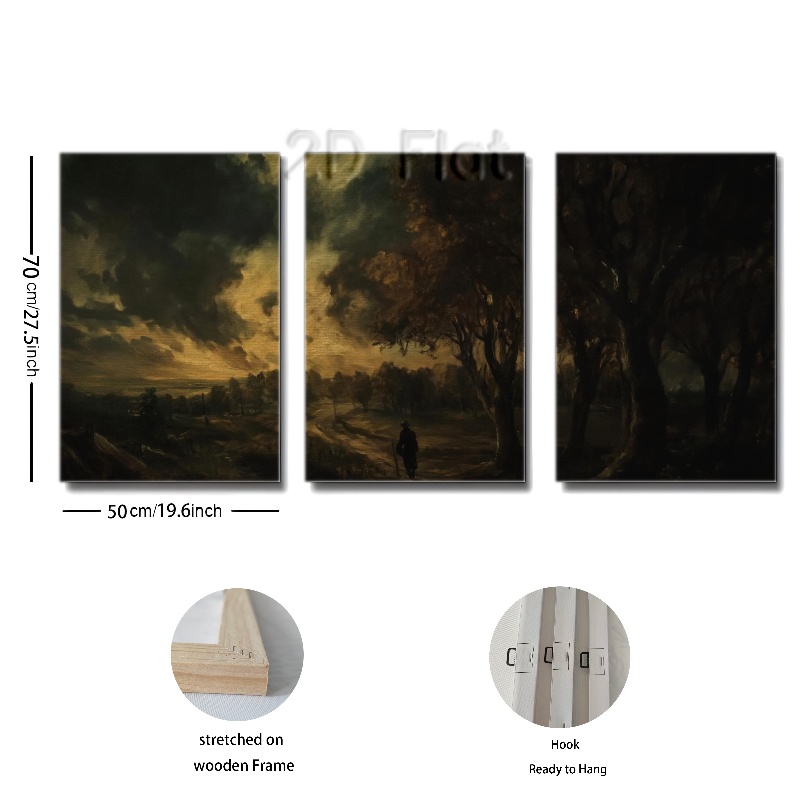 2D Flat
70 cm/27.5inch
50cm/19.6inch
stretched on
wooden Frame
Hook
Ready to Hang